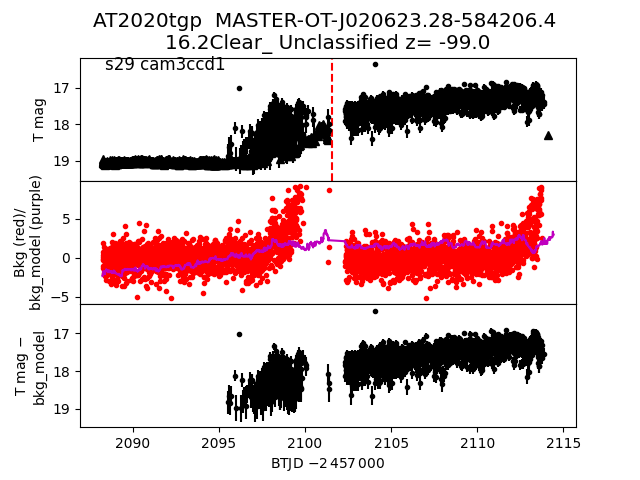 AT2020tgp  MASTER-OT-J020623.28-584206.4
16.2Clear_ Unclassified z= -99.0
s29 cam3ccd1
17
18
19
T mag
5
0
−5
Bkg (red)/
bkg_model (purple)
17
18
19
T mag −
bkg_model
2090
2095
2100
2105
2110
2115
BTJD −2 457 000